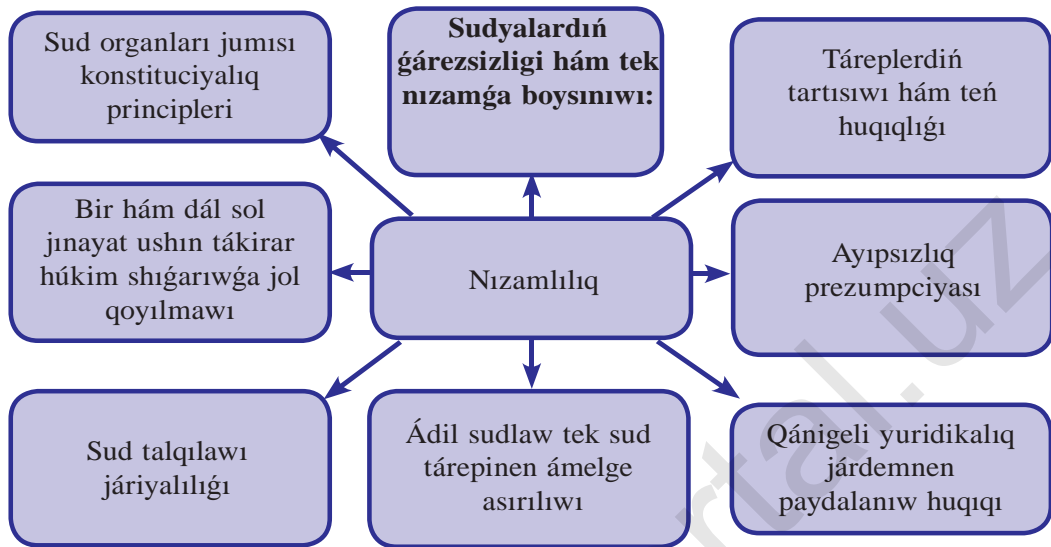 Sud organları jumısı
konstituciyalıq
principleri
Sudyalardıń
ǵárezsizligi hám tek
nızamǵa boysınıwı:
Táreplerdiń
tartısıwı hám teń
huqıqlıǵı
Bir hám dál sol
jınayat ushın tákirar
húkim shıǵarıwǵa jol
qoyılmawı
Nızamlılıq
Ayıpsızlıq
prezumpciyası
Sud talqılawı
járiyalılıǵı
Ádil sudlaw tek sud
tárepinen ámelge
asırılıwı
Qánigeli yuridikalıq
járdemnen
paydalanıw huqıqı
rtal.uz